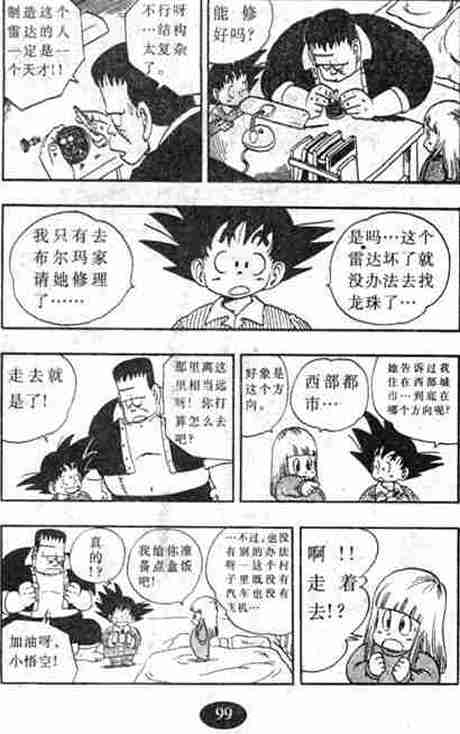 能修
好吗?
不行呀
…结构
太复杂
了。
制造这个
雷达的人
一定是一
个天才!!
是吗…这个
雷达坏了就
没办法去找
龙珠了…
我只有去
布尔玛家
请她修理
了……
她告诉过我
住在西部城
市…到底在
哪个方向呢?
西部都
市…
好象是
这个方
向。
那里离这
里相当远
呀!你打
算怎么去
吧?
走去就
是了!
啊!!
走着
去!?
…不过,也没
有别的办法
呀…这个村
子里既没有
汽车也没有
飞机…
我给你准
备点盒饭
吧!
真
的!?
加油呀,
小悟空!
99